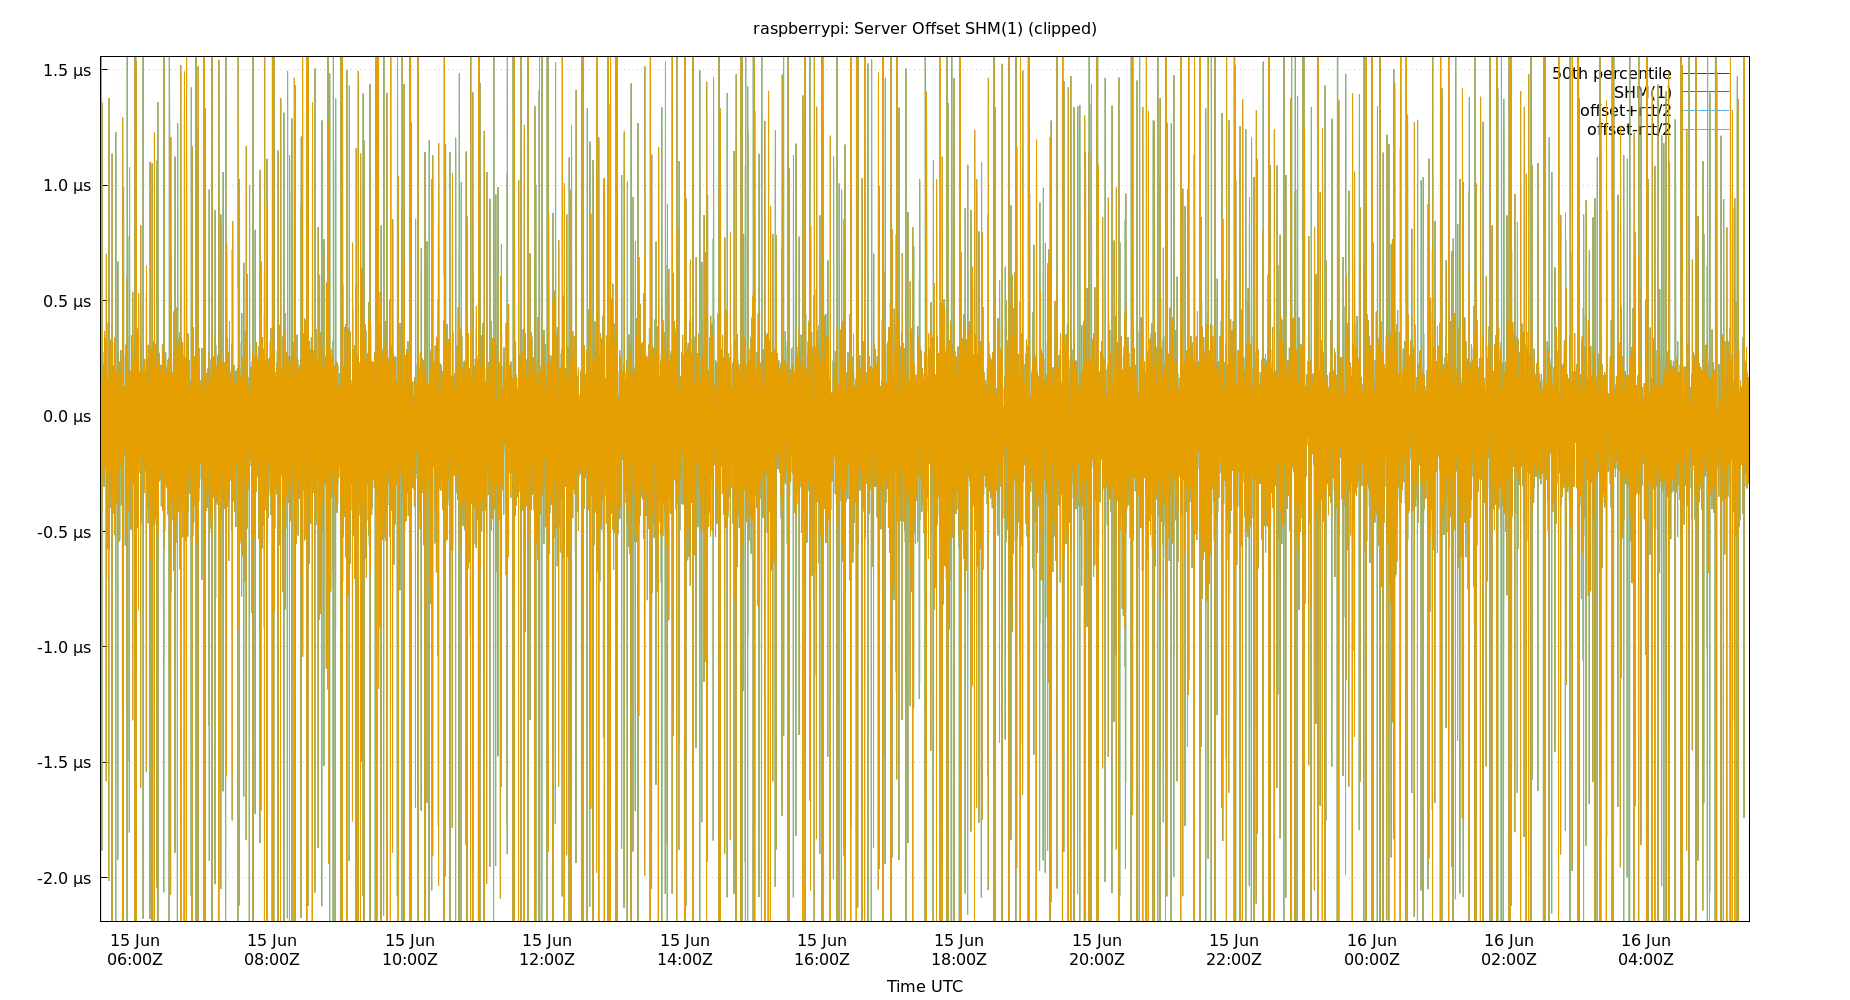 raspberrypi: Server Offset SHM(1) (clipped)
1.5 µs
1.0 µs
0.5 µs
0.0 µs
-0.5 µs
-1.0 µs
-1.5 µs
-2.0 µs
50th percentile
SHM(1)
offset+rtt/2
offset-rtt/2
15 Jun 15 Jun 15 Jun 15 Jun 15 Jun 15 Jun 15 Jun 15 Jun 15 Jun 16 Jun 16 Jun 16 Jun
06:00Z 08:00Z 10:00Z 12:00Z 14:00Z 16:00Z 18:00Z 20:00Z 22:00Z 00:00Z 02:00Z 04:00Z
Time UTC